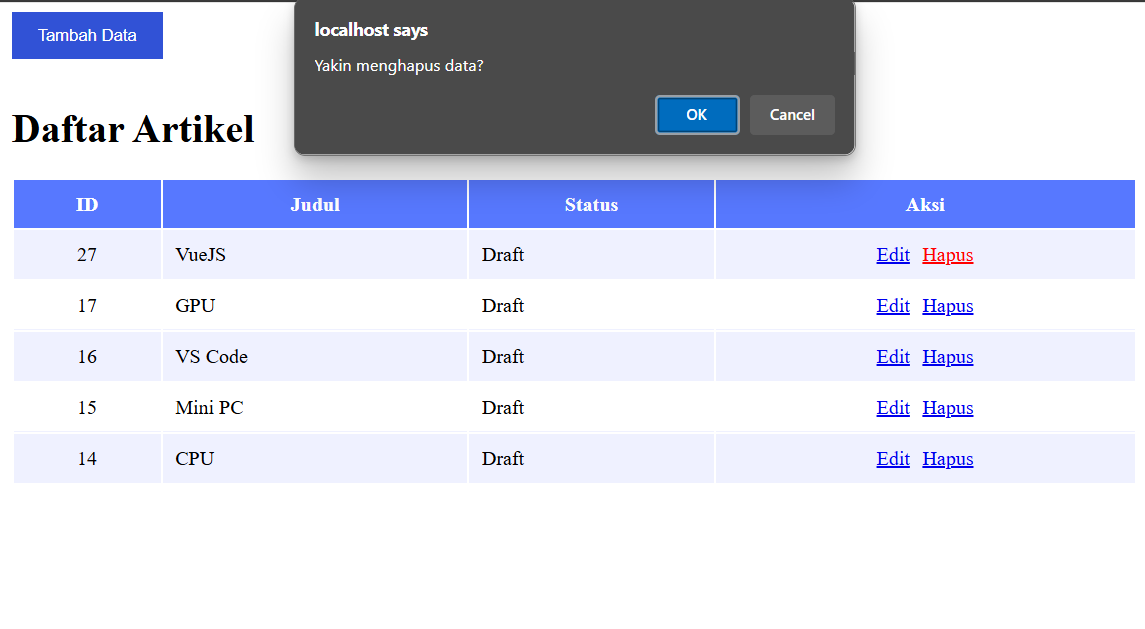 Tambah Data
localhost says
Yakin menghapus data?
OK Cancel
Daftar Artikel
ID Judul Status Aksi
27 VueJS Draft Edit Hapus
17 GPU Draft Edit Hapus
16 VS Code Draft Edit Hapus
15 Mini PC Draft Edit Hapus
14 CPU Draft Edit Hapus